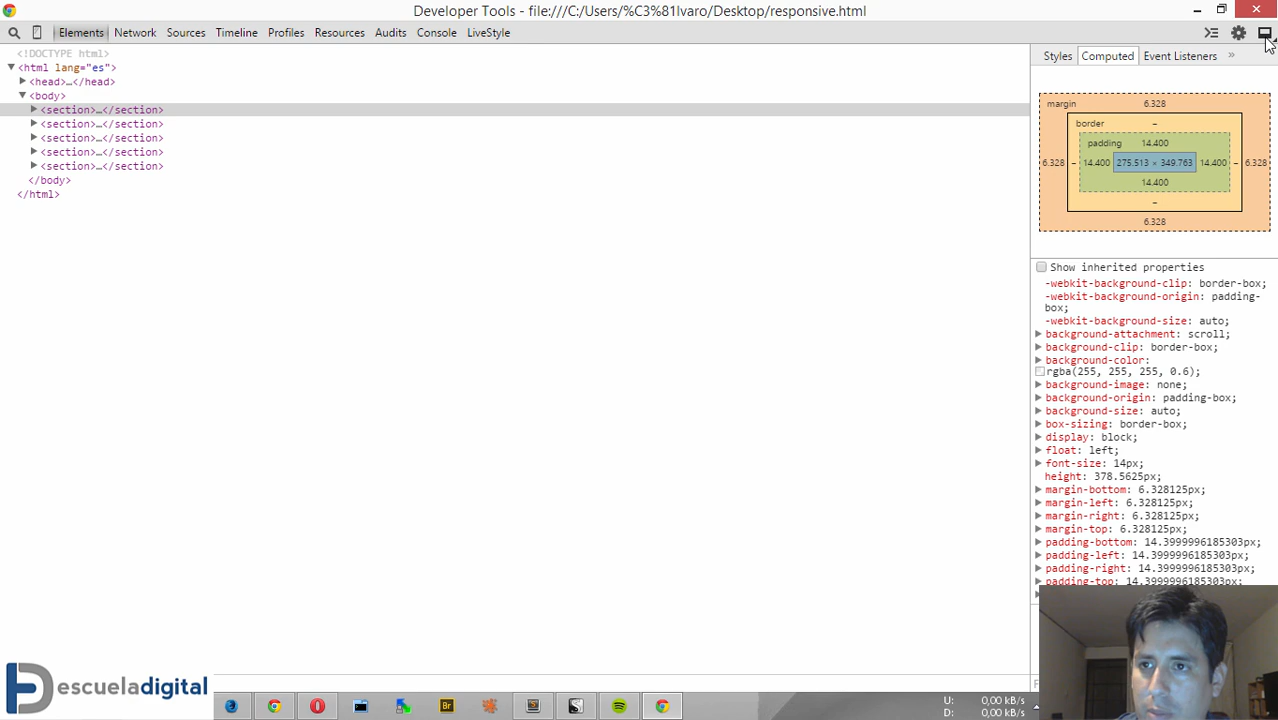 Developer Tools - file:///C:/Users/%C3%81lvaro/Desktop/responsive.html
Elements Network Sources Timeline Profiles Resources Audits Console LiveStyle
<!DOCTYPE html>
<html lang="es">
<head>…</head>
<body>
<section>…</section>
<section>…</section>
<section>…</section>
<section>…</section>
<section>…</section>
</body>
</html>
Styles Computed Event Listeners »
margin 6.328
border –
padding 14.400
6.328 – 14.400 275.513 × 349.763 14.400 – 6.328
14.400
–
6.328
Show inherited properties
-webkit-background-clip: border-box;
-webkit-background-origin: padding-
box;
-webkit-background-size: auto;
background-attachment: scroll;
background-clip: border-box;
background-color:
rgba(255, 255, 255, 0.6);
background-image: none;
background-origin: padding-box;
background-size: auto;
box-sizing: border-box;
display: block;
float: left;
font-size: 14px;
height: 378.5625px;
margin-bottom: 6.328125px;
margin-left: 6.328125px;
margin-right: 6.328125px;
margin-top: 6.328125px;
padding-bottom: 14.3999996185303px;
padding-left: 14.3999996185303px;
padding-right: 14.3999996185303px;
padding-top: 14.3999996185303px;
escueladigital
Br
U: 0,00 kB/s
D: 0,00 kB/s